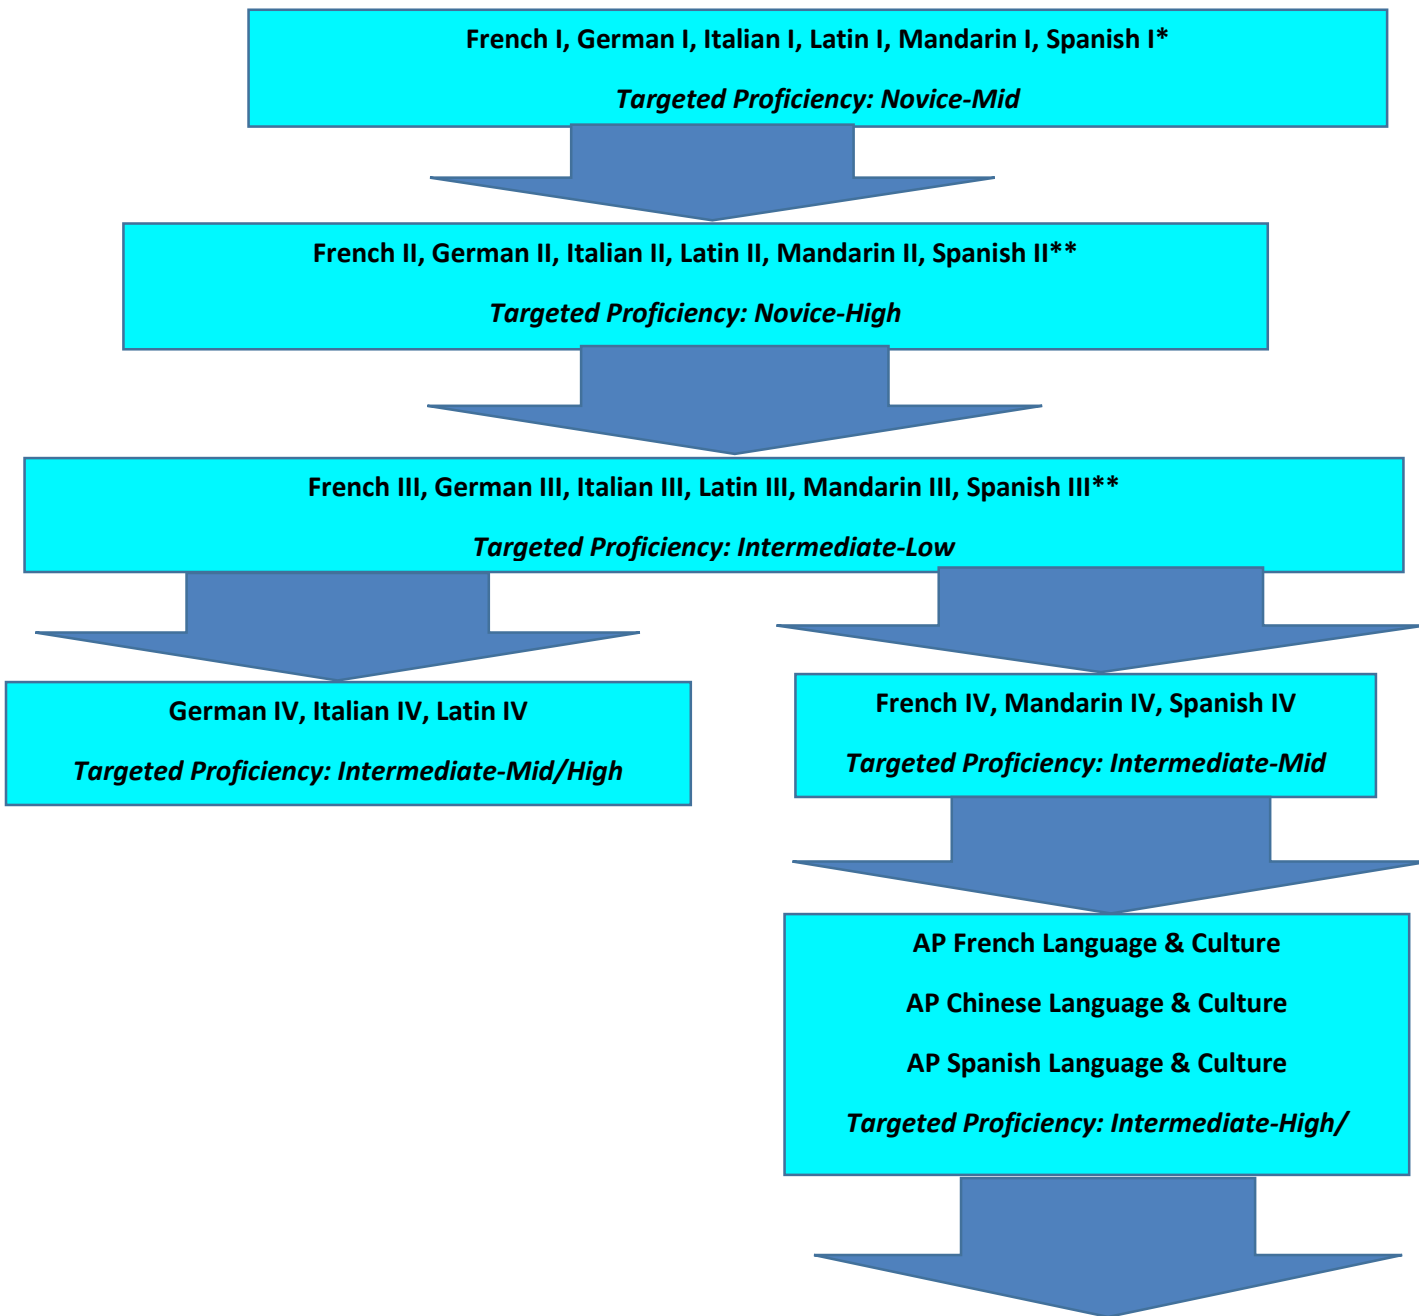 French I, German I, Italian I, Latin I, Mandarin I, Spanish I*
Targeted Proficiency: Novice-Mid
French II, German II, Italian II, Latin II, Mandarin II, Spanish II**
Targeted Proficiency: Novice-High
French III, German III, Italian III, Latin III, Mandarin III, Spanish III**
Targeted Proficiency: Intermediate-Low
German IV, Italian IV, Latin IV
Targeted Proficiency: Intermediate-Mid/High
French IV, Mandarin IV, Spanish IV
Targeted Proficiency: Intermediate-Mid
AP French Language & Culture
AP Chinese Language & Culture
AP Spanish Language & Culture
Targeted Proficiency: Intermediate-High/